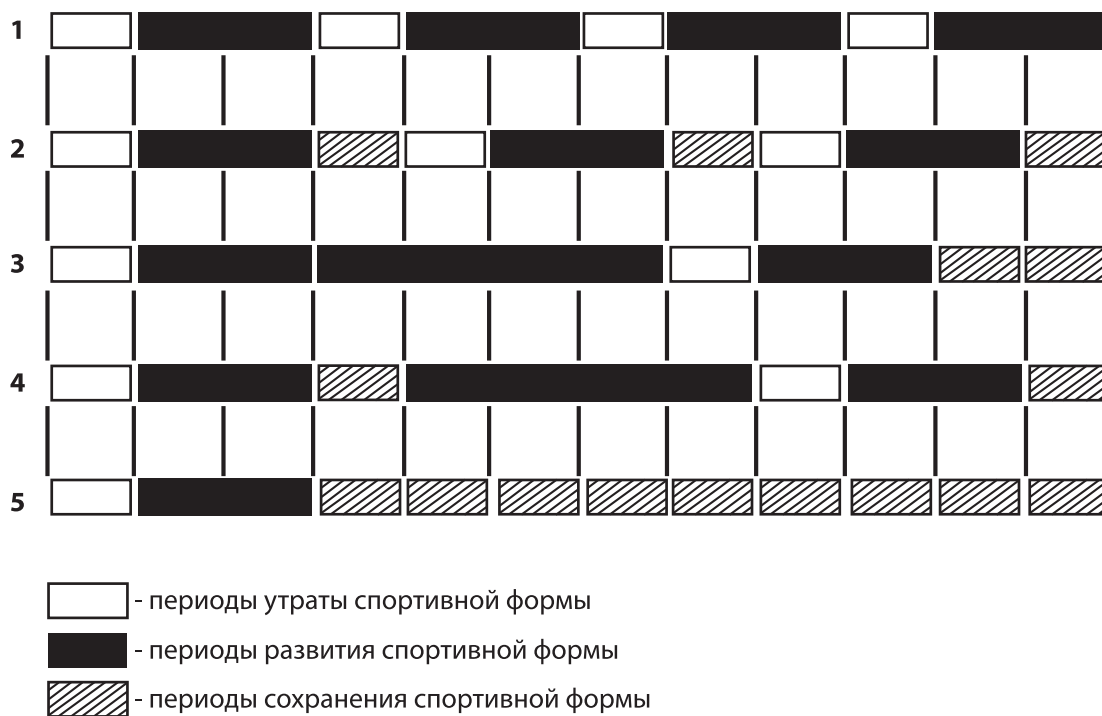 1
2
3
4
5
- периоды утраты спортивной формы
- периоды развития спортивной формы
- периоды сохранения спортивной формы